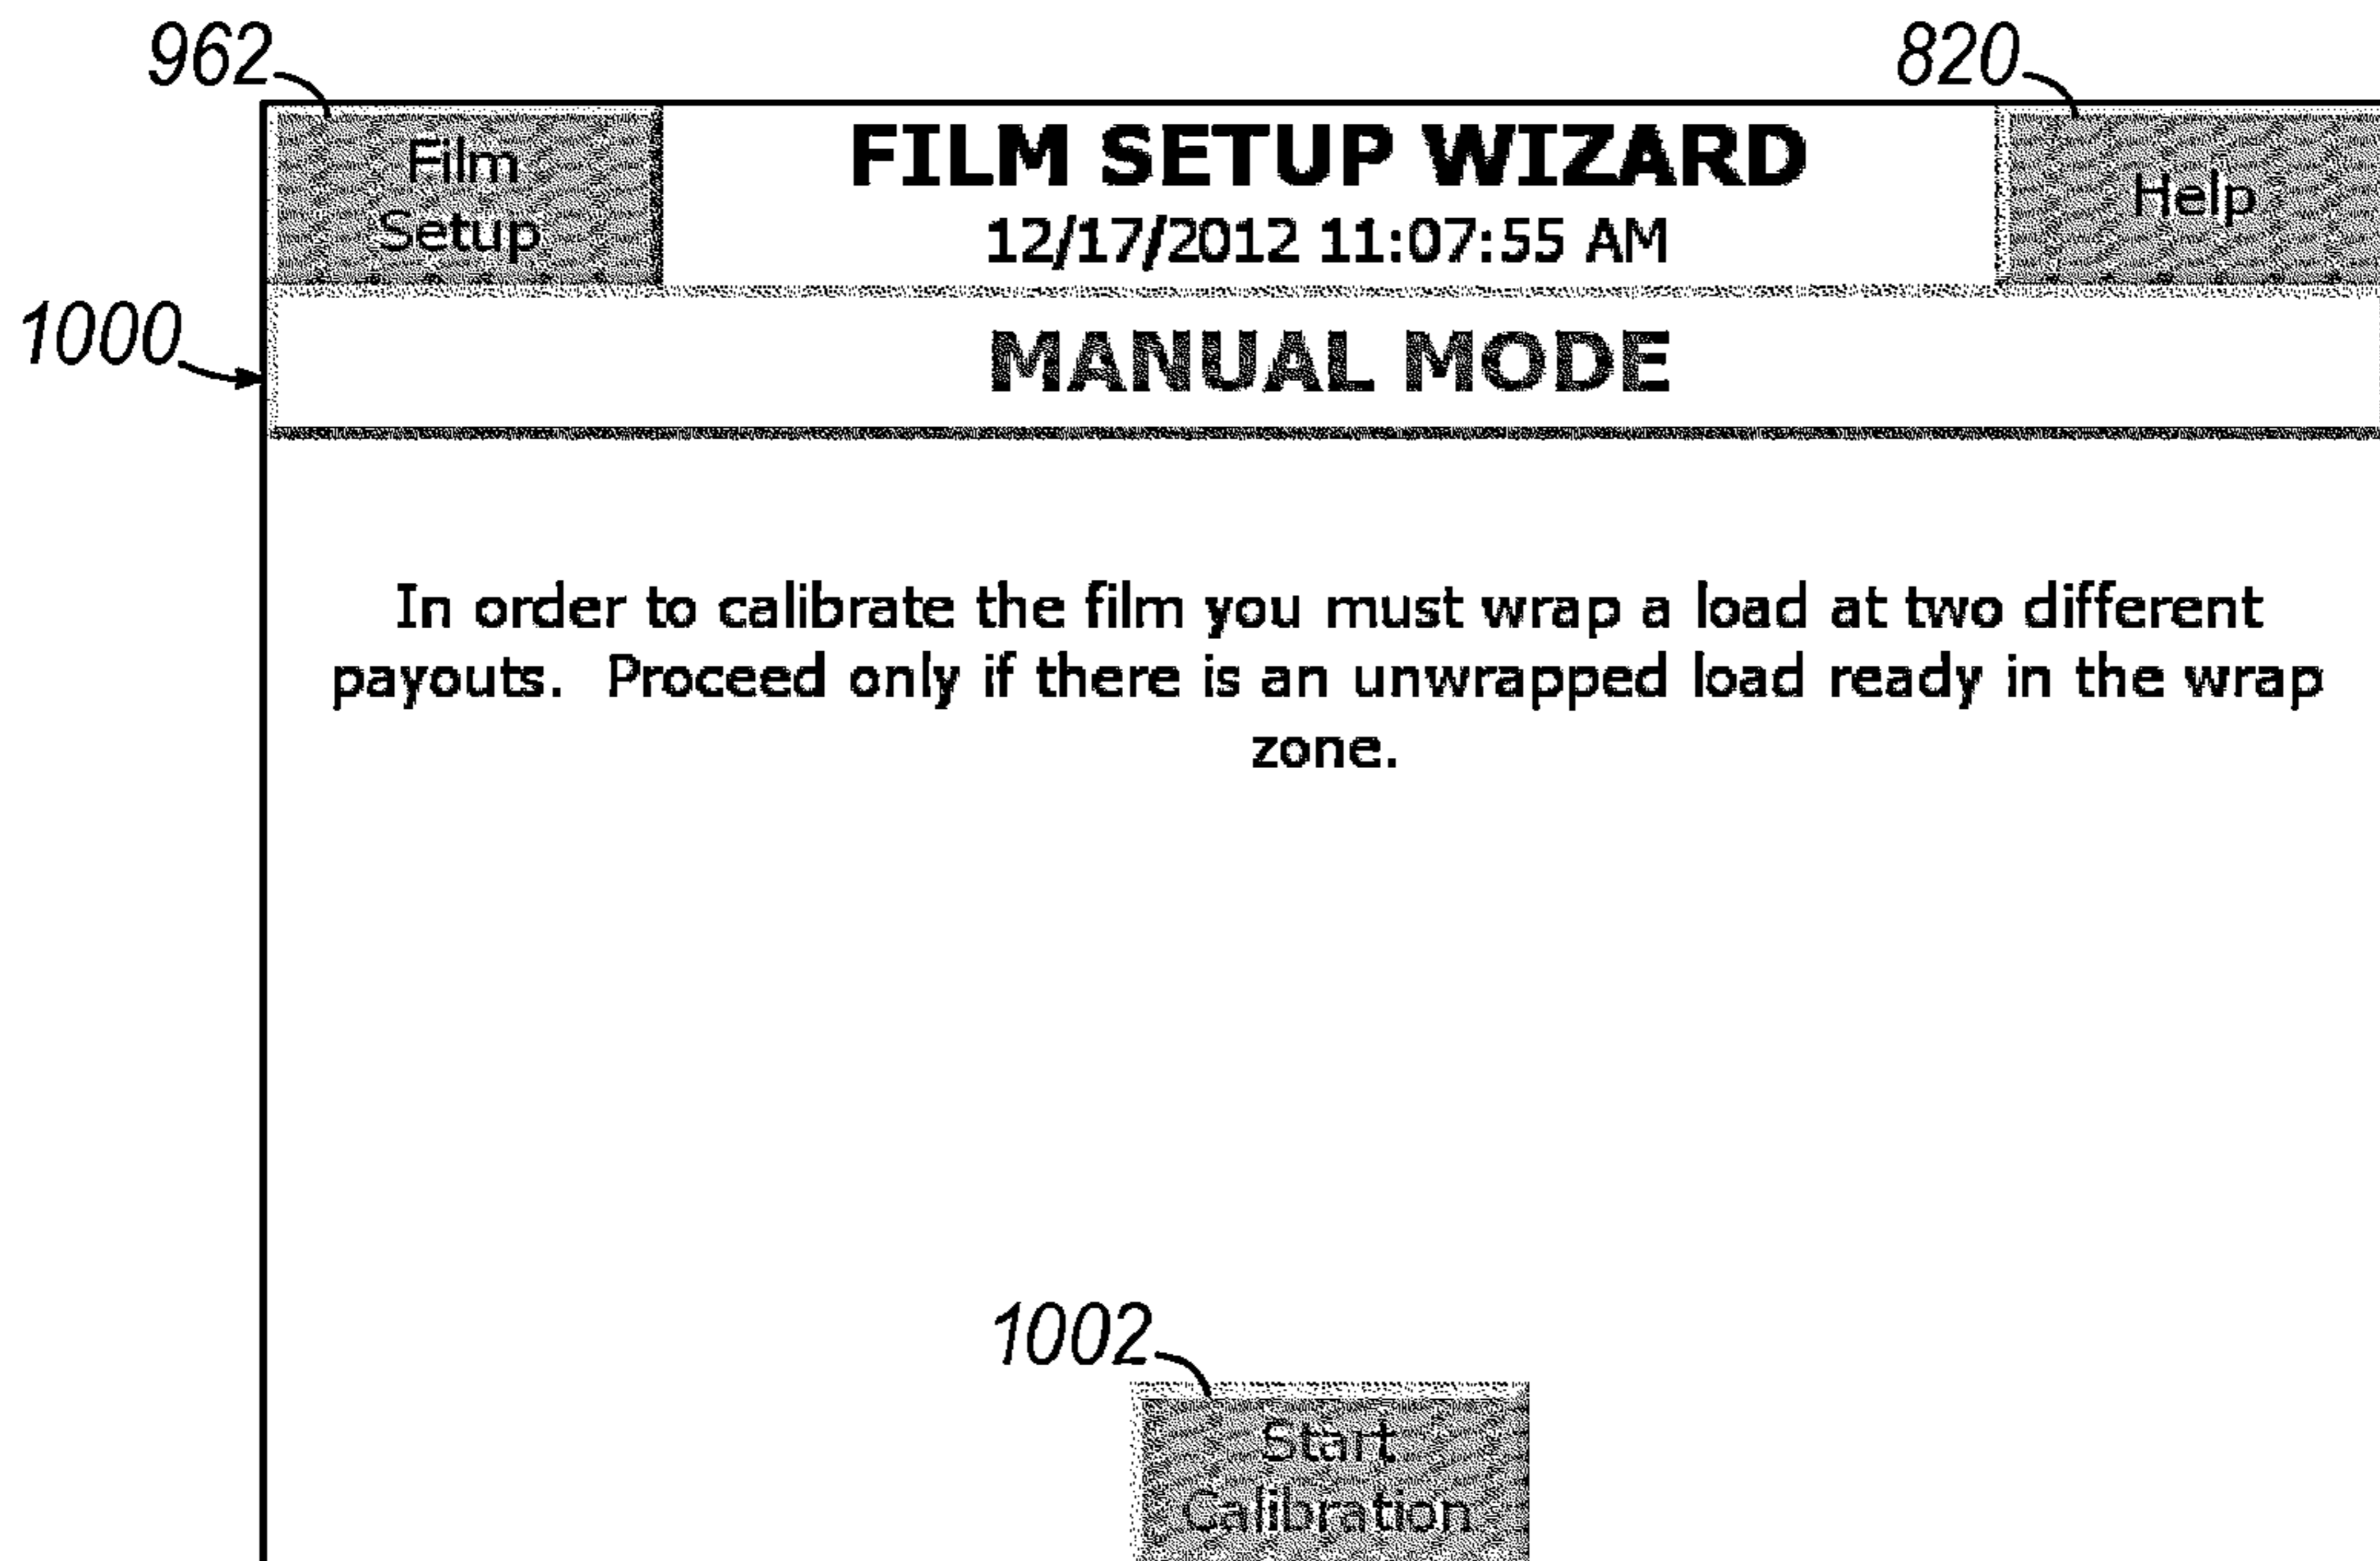 962
820
Film
Setup
FILM SETUP WIZARD
12/17/2012 11:07:55 AM
Help
1000
MANUAL MODE
In order to calibrate the film you must wrap a load at two different
payouts.  Proceed only if there is an unwrapped load ready in the wrap
zone.
1002
Start
Calibration